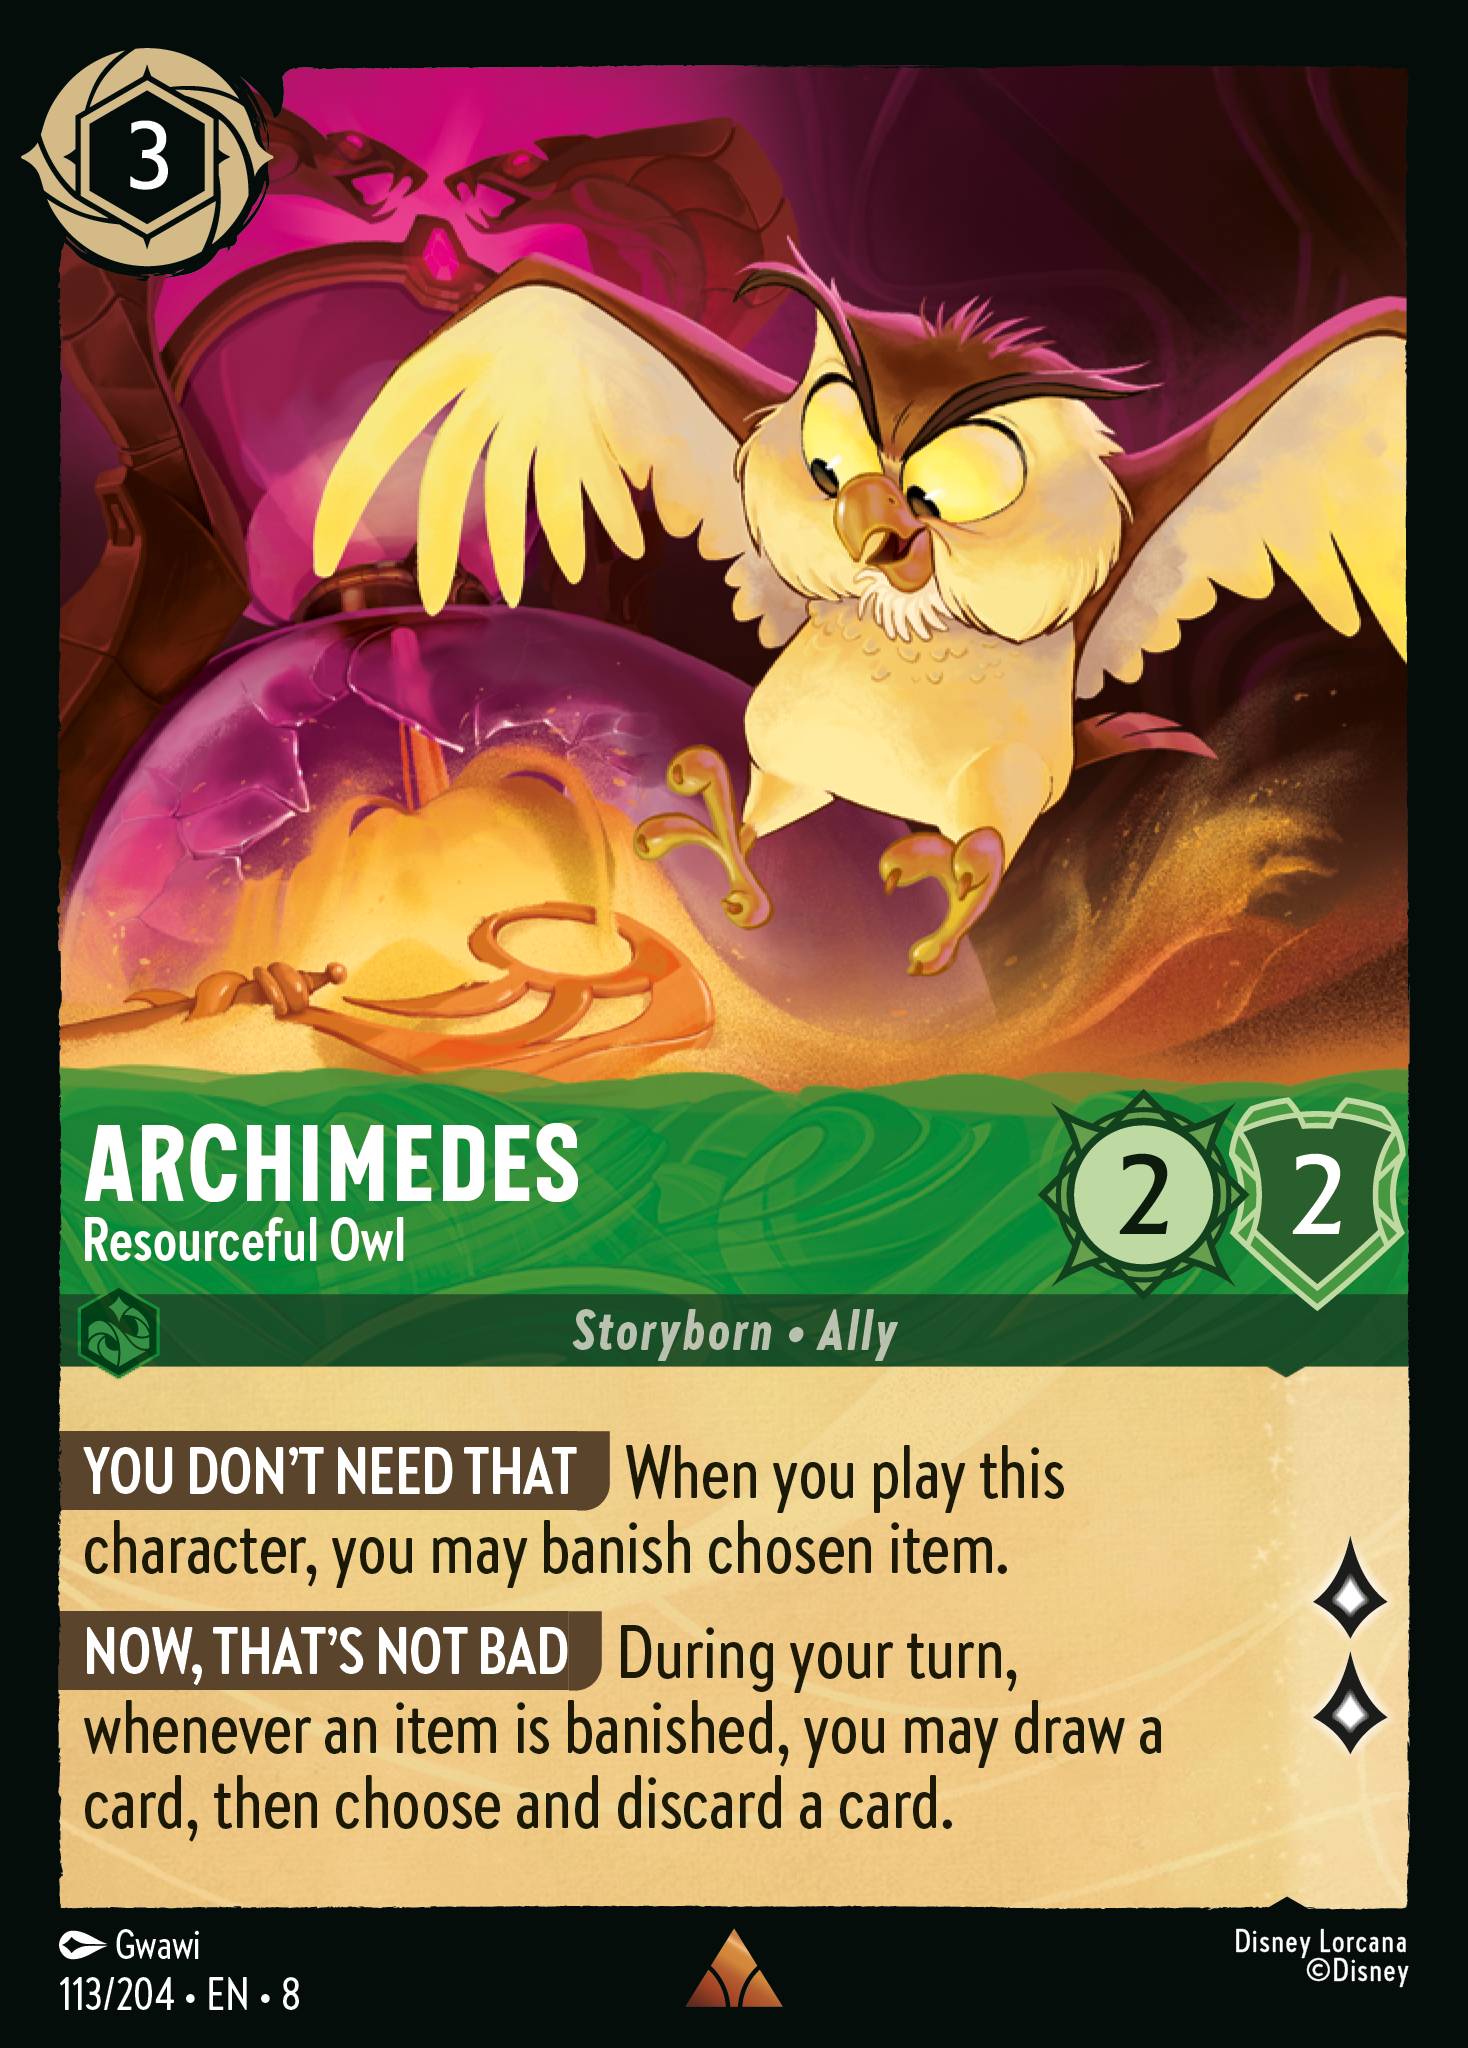 3
ARCHIMEDES
Resourceful Owl
2
2
Storyborn • Ally
YOU DON'T NEED THAT When you play this
character, you may banish chosen item.
NOW, THAT'S NOT BAD During your turn,
whenever an item is banished, you may draw a
card, then choose and discard a card.
Gwawi
113/204 • EN • 8
Disney Lorcana
©Disney